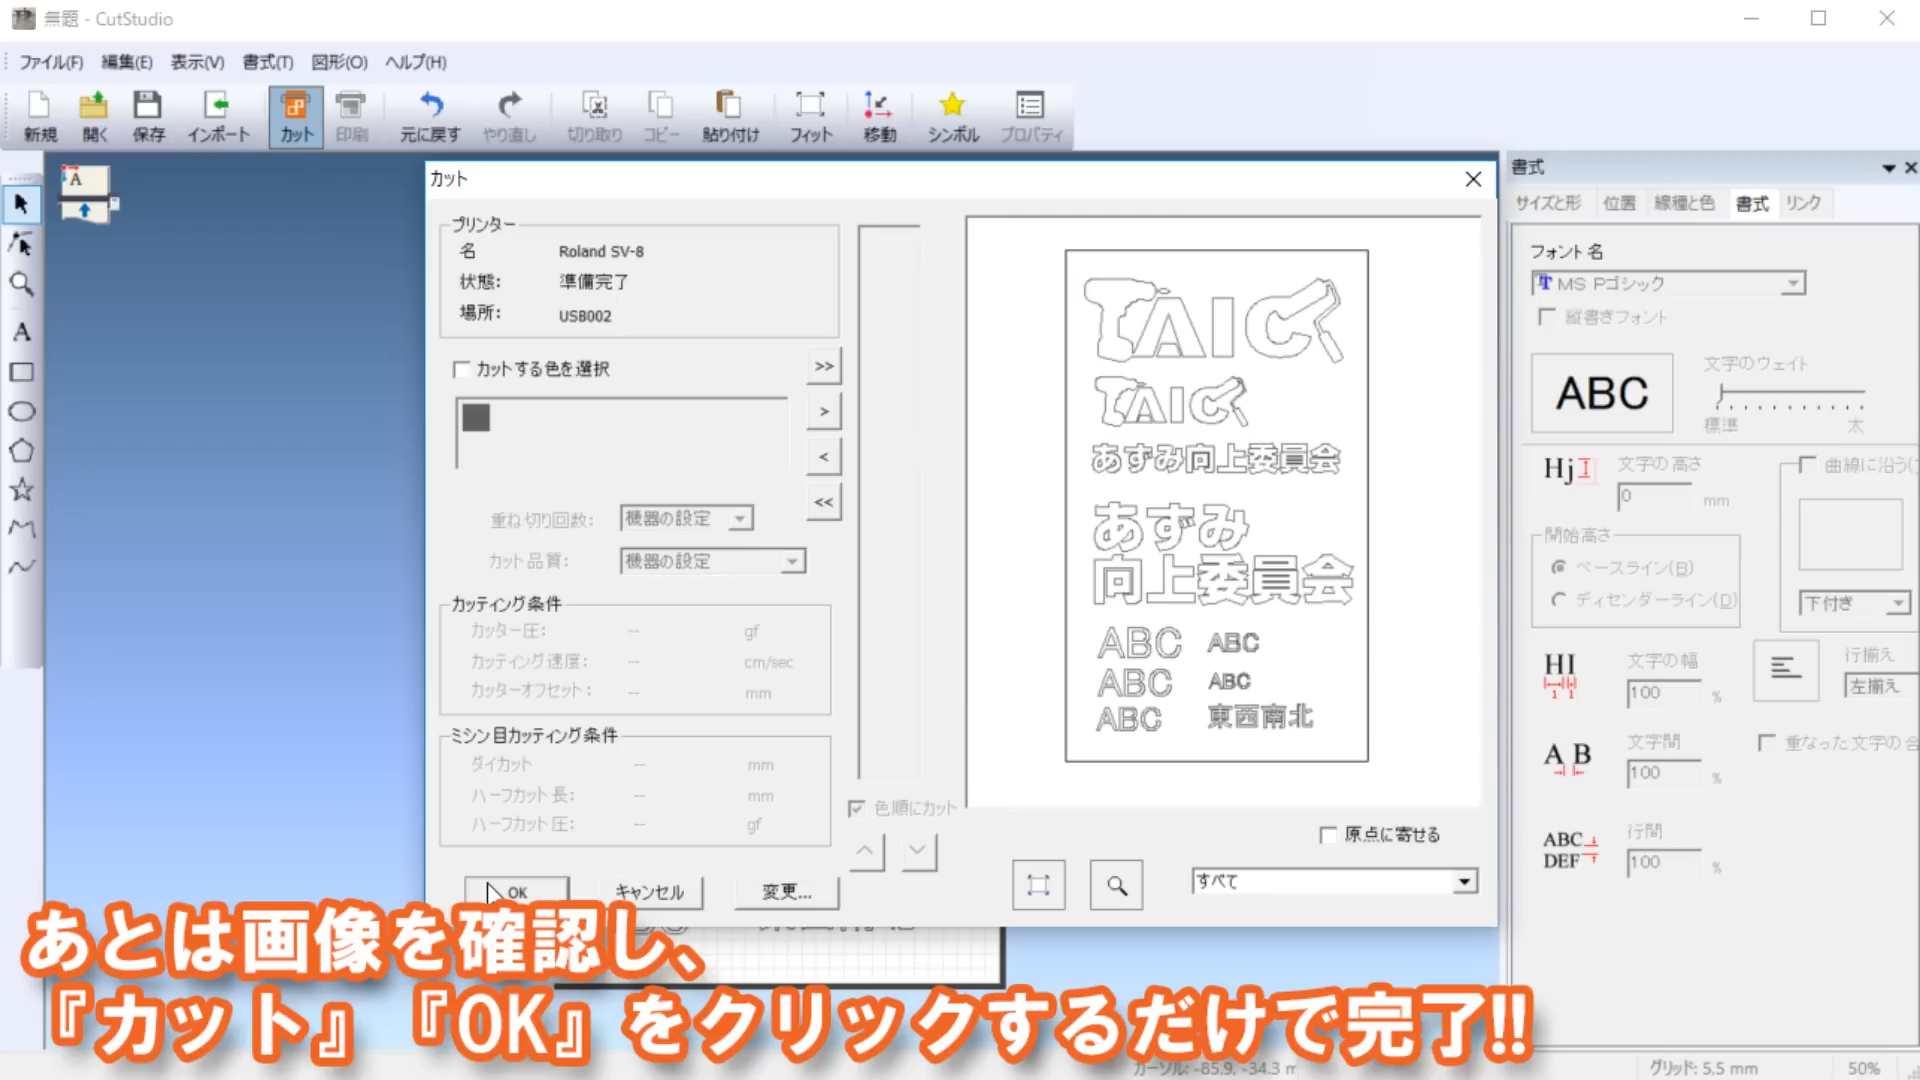 無題 - CutStudio
ファイル(F) 編集(E) 表示(V) 書式(T) 図形(O) ヘルプ(H)
新規 開く 保存 インポート カット 印刷 元に戻す やり直し 切り取り コピー 貼り付け フィット 移動 シンボル プロパティ
A
カット
プリンター
名 Roland SV-8
状態: 準備完了
場所: USB002
カットする色を選択
>>
>
<
<<
重ね切り回数: 機器の設定
カット品質: 機器の設定
カッティング条件
カッター圧: -- gf
カッティング速度: -- cm/sec
カッターオフセット: -- mm
ミシン目カッティング条件
ダイカット -- mm
ハーフカット長: -- mm
ハーフカット圧: -- gf
色順にカット
OK キャンセル 変更...
TAIC
TAIC
あずみ向上委員会
あずみ
向上委員会
ABC ABC
ABC ABC
ABC 東西南北
原点に寄せる
すべて
書式
サイズと形 位置 線種と色 書式 リンク
フォント名
MS Pゴシック
縦書きフォント
ABC
文字のウェイト
標準 太
文字の高さ
0 mm
曲線に沿う(
開始高さ
ベースライン(B)
ディセンダーライン(D)
下付き
文字の幅
100 %
行揃え
左揃え
文字間
100 %
重なった文字の合
行間
100 %
Hj
HI
A B
ABC
DEF
あとは画像を確認し、
『カット』『OK』をクリックするだけで完了!!
カーソル: -85.9, -34.3 m
グリッド: 5.5 mm
50%